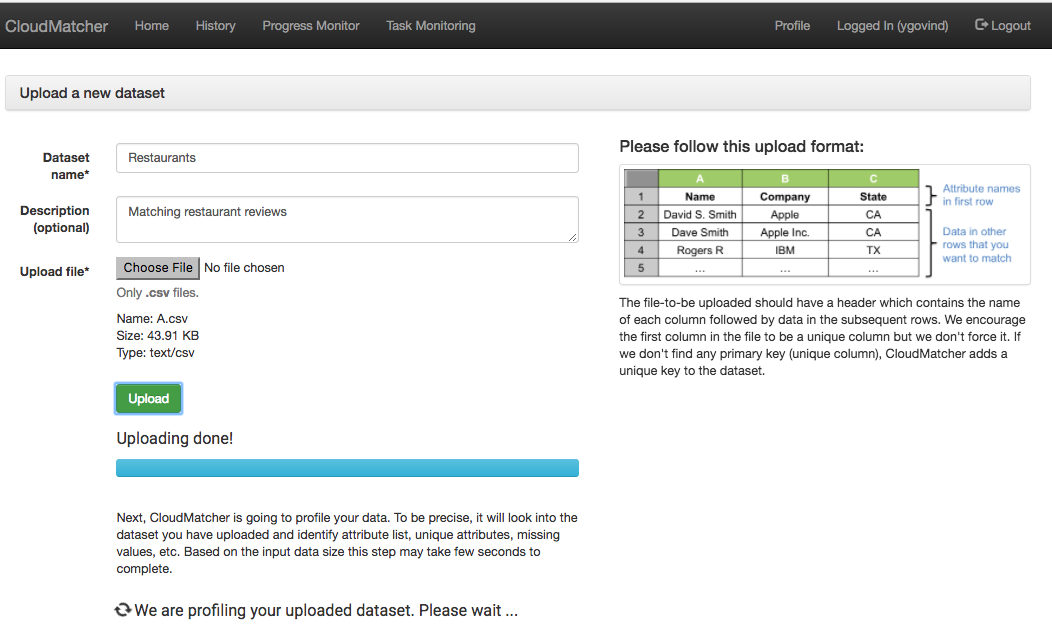 CloudMatcher Home History Progress Monitor Task Monitoring Profile Logged In (ygovind) Logout
Upload a new dataset
Dataset name*
Restaurants
Description (optional)
Matching restaurant reviews
Upload file*
Choose File No file chosen
Only .csv files.
Name: A.csv
Size: 43.91 KB
Type: text/csv
Upload
Uploading done!
Next, CloudMatcher is going to profile your data. To be precise, it will look into the
dataset you have uploaded and identify attribute list, unique attributes, missing
values, etc. Based on the input data size this step may take few seconds to
complete.
We are profiling your uploaded dataset. Please wait ...
Please follow this upload format:
A B C
1 Name Company State
2 David S. Smith Apple CA
3 Dave Smith Apple Inc. CA
4 Rogers R IBM TX
5 ... ... ...
Attribute names
in first row
Data in other
rows that you
want to match
The file-to-be uploaded should have a header which contains the name
of each column followed by data in the subsequent rows. We encourage
the first column in the file to be a unique column but we don't force it. If
we don't find any primary key (unique column), CloudMatcher adds a
unique key to the dataset.